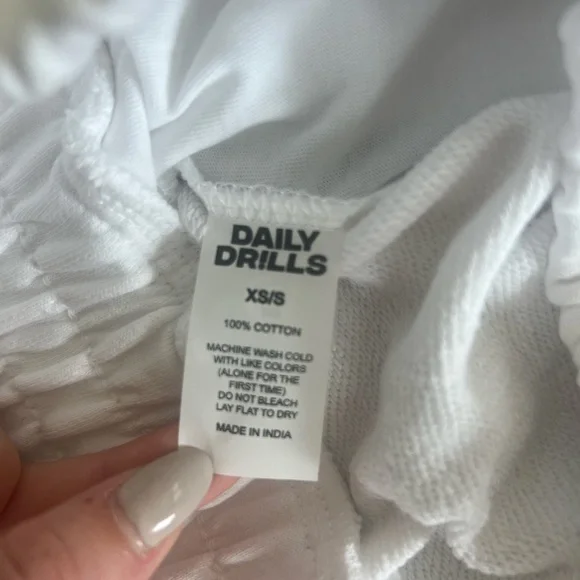 DAILY
DR!LLS
XS/S
100% COTTON
MACHINE WASH COLD
WITH LIKE COLORS
(ALONE FOR THE
FIRST TIME)
DO NOT BLEACH
LAY FLAT TO DRY
MADE IN INDIA